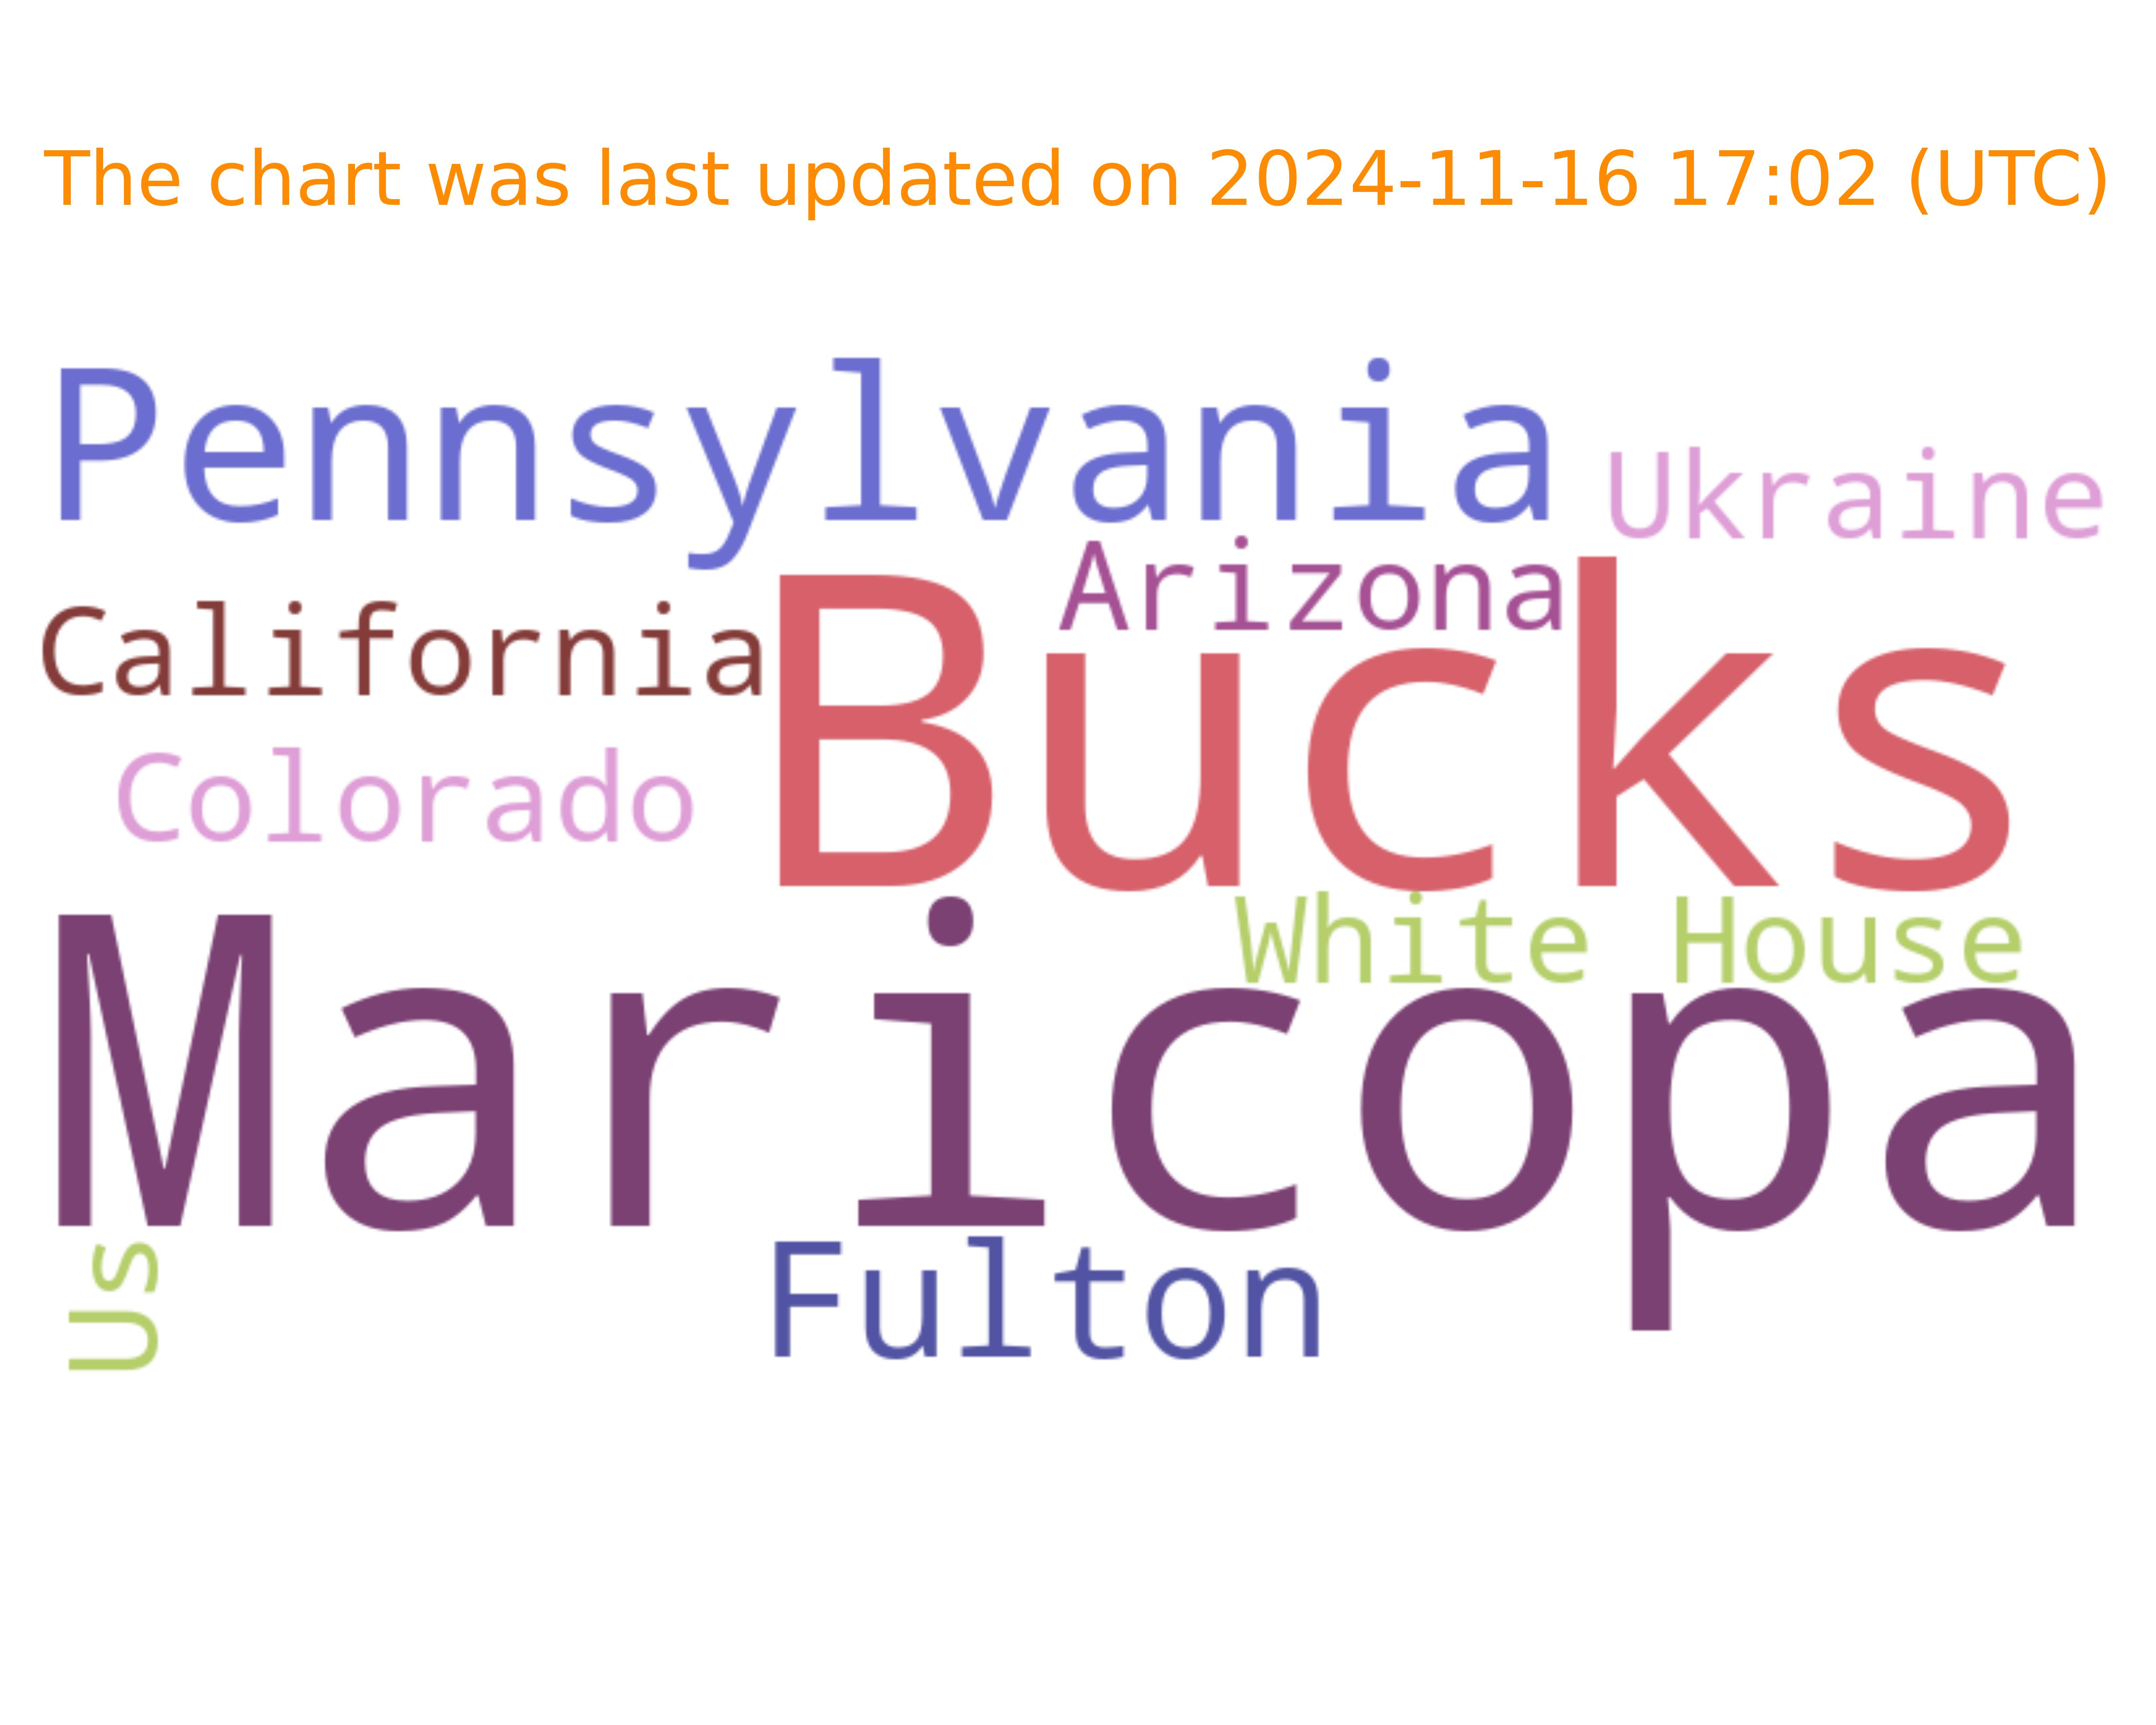 The chart was last updated on 2024-11-16 17:02 (UTC)
Pennsylvania
Ukraine
Arizona
California
Bucks
Colorado
White House
Maricopa
Us
Fulton